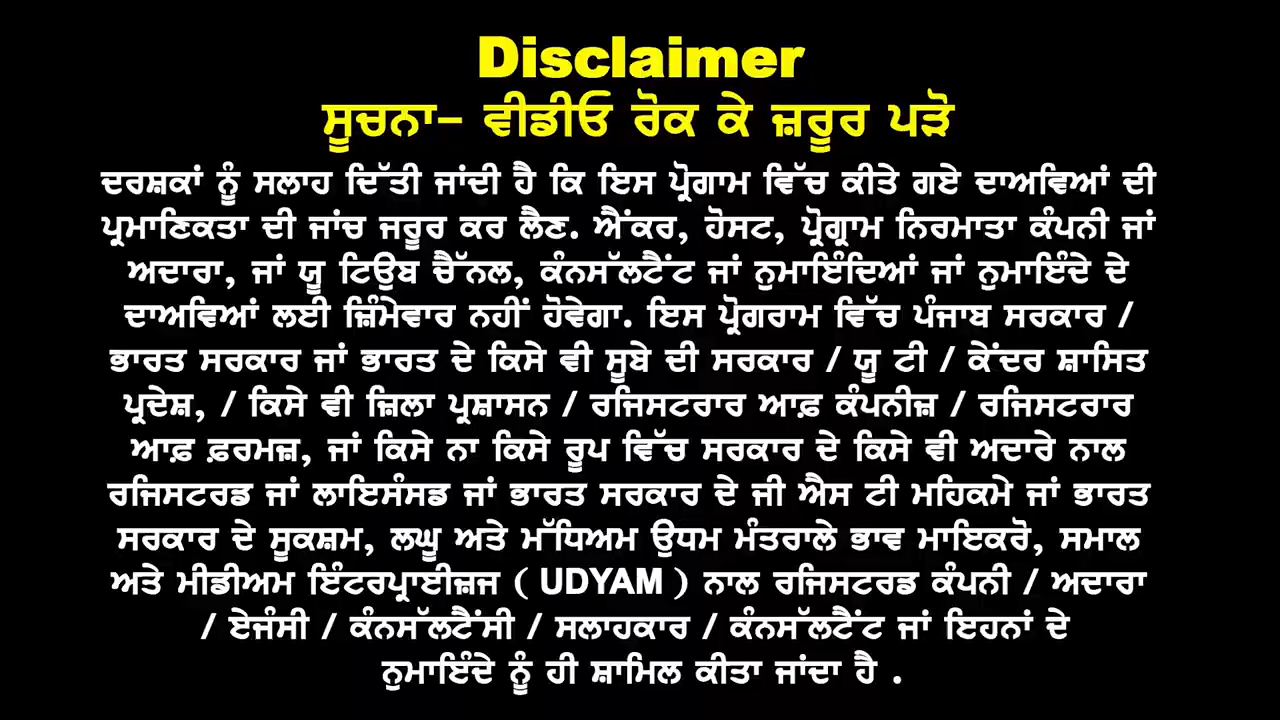 Disclaimer
ਸੂਚਨਾ- ਵੀਡੀਓ ਰੋਕ ਕੇ ਜ਼ਰੂਰ ਪੜੋ
ਦਰਸ਼ਕਾਂ ਨੂੰ ਸਲਾਹ ਦਿੱਤੀ ਜਾਂਦੀ ਹੈ ਕਿ ਇਸ ਪ੍ਰੋਗਾਮ ਵਿੱਚ ਕੀਤੇ ਗਏ ਦਾਅਵਿਆਂ ਦੀ
ਪ੍ਰਮਾਣਿਕਤਾ ਦੀ ਜਾਂਚ ਜਰੂਰ ਕਰ ਲੈਣ. ਐਂਕਰ, ਹੋਸਟ, ਪ੍ਰੋਗ੍ਰਾਮ ਨਿਰਮਾਤਾ ਕੰਪਨੀ ਜਾਂ
ਅਦਾਰਾ, ਜਾਂ ਯੂ ਟਿਊਬ ਚੈੱਨਲ, ਕੰਨਸੱਲਟੈਂਟ ਜਾਂ ਨੁਮਾਇੰਦਿਆਂ ਜਾਂ ਨੁਮਾਇੰਦੇ ਦੇ
ਦਾਅਵਿਆਂ ਲਈ ਜ਼ਿੰਮੇਵਾਰ ਨਹੀਂ ਹੋਵੇਗਾ. ਇਸ ਪ੍ਰੋਗਰਾਮ ਵਿੱਚ ਪੰਜਾਬ ਸਰਕਾਰ /
ਭਾਰਤ ਸਰਕਾਰ ਜਾਂ ਭਾਰਤ ਦੇ ਕਿਸੇ ਵੀ ਸੂਬੇ ਦੀ ਸਰਕਾਰ / ਯੂ ਟੀ / ਕੇਂਦਰ ਸ਼ਾਸਿਤ
ਪ੍ਰਦੇਸ਼, / ਕਿਸੇ ਵੀ ਜ਼ਿਲਾ ਪ੍ਰਸ਼ਾਸਨ / ਰਜਿਸਟਰਾਰ ਆਫ਼ ਕੰਪਨੀਜ਼ / ਰਜਿਸਟਰਾਰ
ਆਫ਼ ਫ਼ਰਮਜ਼, ਜਾਂ ਕਿਸੇ ਨਾ ਕਿਸੇ ਰੂਪ ਵਿੱਚ ਸਰਕਾਰ ਦੇ ਕਿਸੇ ਵੀ ਅਦਾਰੇ ਨਾਲ
ਰਜਿਸਟਰਡ ਜਾਂ ਲਾਇਸੰਸਡ ਜਾਂ ਭਾਰਤ ਸਰਕਾਰ ਦੇ ਜੀ ਐਸ ਟੀ ਮਹਿਕਮੇ ਜਾਂ ਭਾਰਤ
ਸਰਕਾਰ ਦੇ ਸੂਕਸ਼ਮ, ਲਘੂ ਅਤੇ ਮੱਧਿਅਮ ਉਧਮ ਮੰਤਰਾਲੇ ਭਾਵ ਮਾਇਕਰੋ, ਸਮਾਲ
ਅਤੇ ਮੀਡੀਅਮ ਇੰਟਰਪ੍ਰਾਈਜ਼ਜ ( UDYAM ) ਨਾਲ ਰਜਿਸਟਰਡ ਕੰਪਨੀ / ਅਦਾਰਾ
/ ਏਜੰਸੀ / ਕੰਨਸੱਲਟੈਂਸੀ / ਸਲਾਹਕਾਰ / ਕੰਨਸੱਲਟੈਂਟ ਜਾਂ ਇਹਨਾਂ ਦੇ
ਨੁਮਾਇੰਦੇ ਨੂੰ ਹੀ ਸ਼ਾਮਿਲ ਕੀਤਾ ਜਾਂਦਾ ਹੈ .